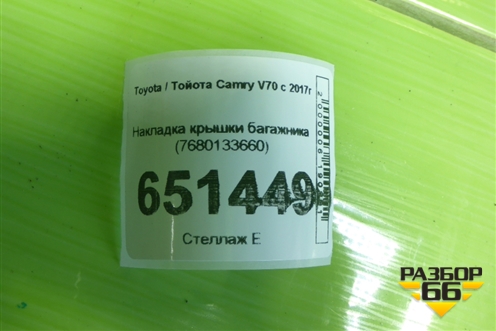 Toyota / Тойота Camry V70 с 2017г
Накладка крышки багажника
(7680133660)
651449
Стеллаж Е
РАЗБОР
66